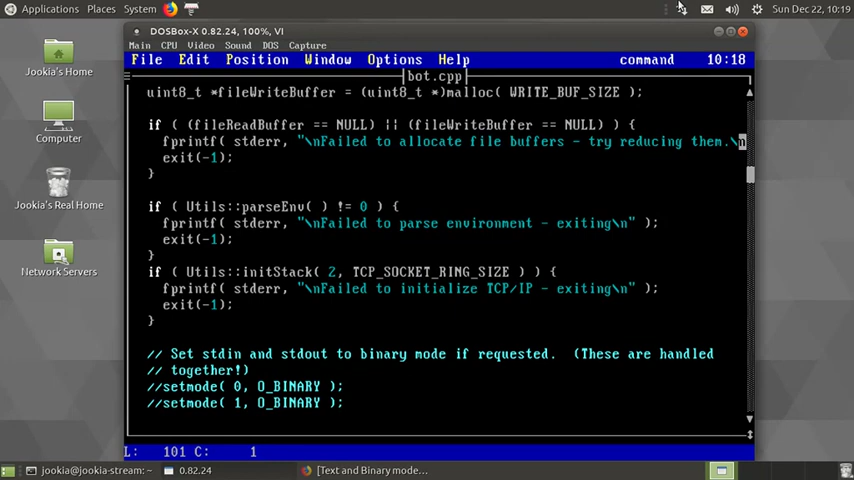 Applications Places System
Sun Dec 22, 10:19
Jookia's Home
Computer
Jookia's Real Home
Network Servers
DOSBox-X 0.82.24, 100%, VI
Main CPU Video Sound DOS Capture
File Edit Position Window Options Help command 10:18
bot.cpp
uint8_t *fileWriteBuffer = (uint8_t *)malloc( WRITE_BUF_SIZE );
if ( (fileReadBuffer == NULL) || (fileWriteBuffer == NULL) ) {
fprintf( stderr, "\nFailed to allocate file buffers - try reducing them.\n
exit(-1);
}
if ( Utils::parseEnv( ) != 0 ) {
fprintf( stderr, "\nFailed to parse environment - exiting\n" );
exit(-1);
}
if ( Utils::initStack( 2, TCP_SOCKET_RING_SIZE ) ) {
fprintf( stderr, "\nFailed to initialize TCP/IP - exiting\n" );
exit(-1);
}
// Set stdin and stdout to binary mode if requested. (These are handled
// together!)
//setmode( 0, O_BINARY );
//setmode( 1, O_BINARY );
L: 101 C: 1
jookia@jookia-stream: ~
0.82.24
[Text and Binary mode...